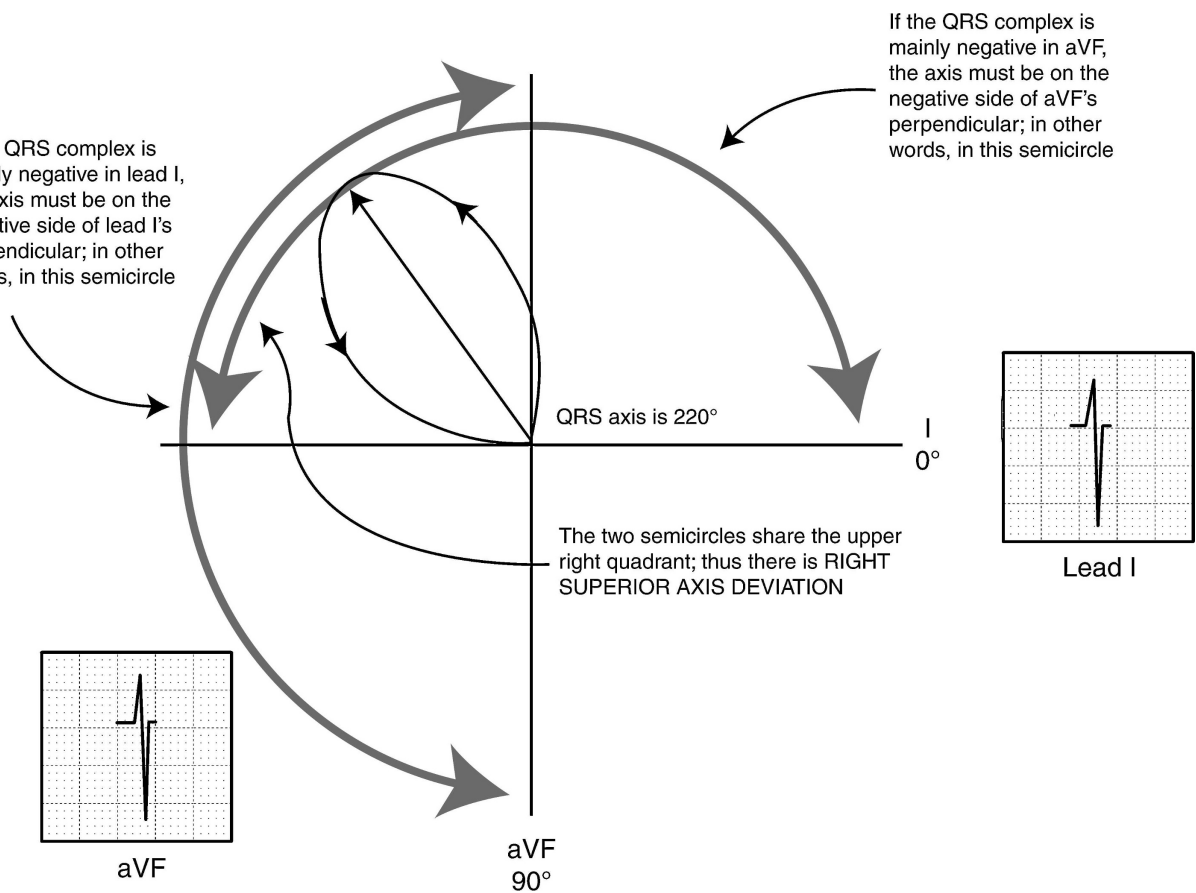 If the QRS complex is
mainly negative in aVF,
the axis must be on the
negative side of aVF's
perpendicular; in other
words, in this semicircle
QRS complex is
negative in lead I,
must be on the
side of lead I's
in other
in this semicircle
QRS axis is 220°
I
0°
The two semicircles share the upper
right quadrant; thus there is RIGHT
SUPERIOR AXIS DEVIATION
Lead I
aVF
aVF
90°